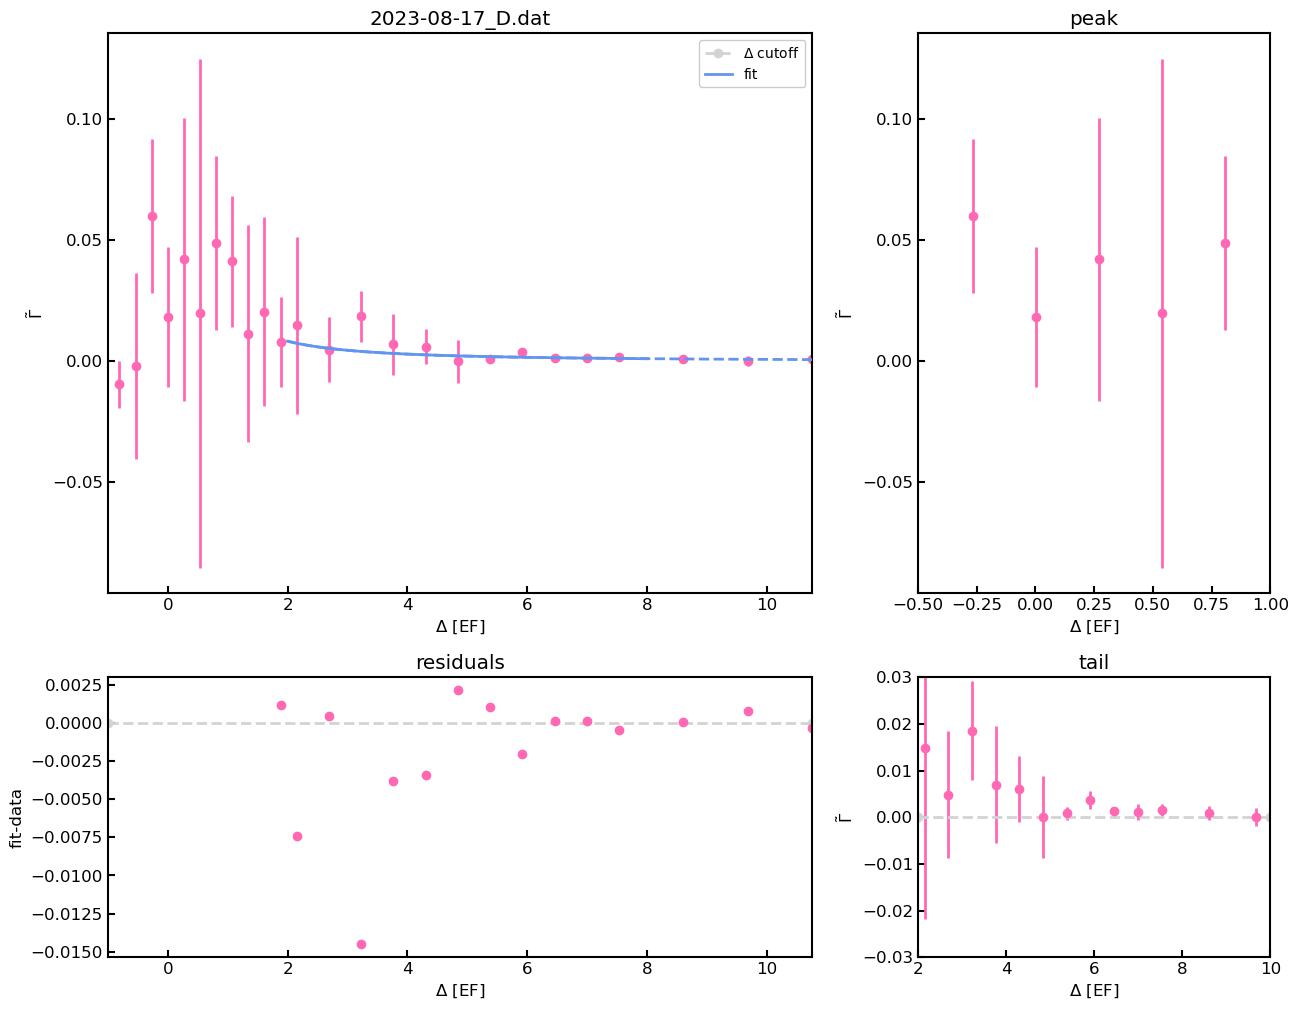 2023-08-17_D.dat
Δ cutoff
fit
0.10
0.05
0.00
−0.05
Γ̃
0 2 4 6 8 10
Δ [EF]
peak
0.10
0.05
0.00
−0.05
Γ̃
−0.50 −0.25 0.00 0.25 0.50 0.75 1.00
Δ [EF]
residuals
0.0025
0.0000
−0.0025
−0.0050
−0.0075
−0.0100
−0.0125
−0.0150
fit-data
0 2 4 6 8 10
Δ [EF]
tail
0.03
0.02
0.01
0.00
−0.01
−0.02
−0.03
Γ̃
2 4 6 8 10
Δ [EF]